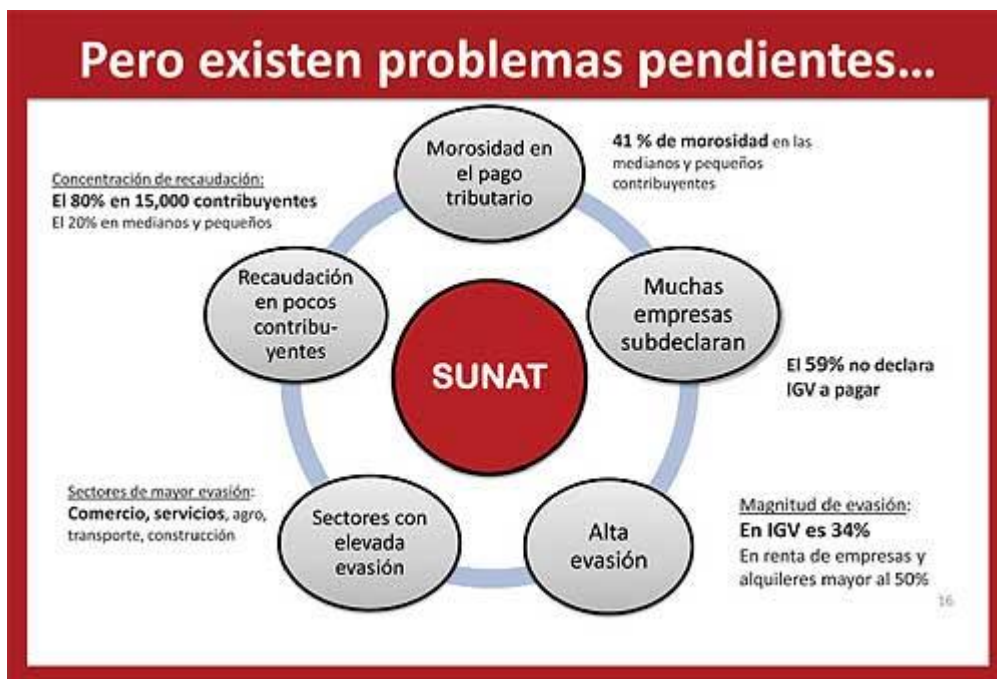 Pero existen problemas pendientes...
Morosidad en
el pago
tributario
41 % de morosidad en las
medianos y pequeños
contribuyentes
Concentración de recaudación:
El 80% en 15,000 contribuyentes
El 20% en medianos y pequeños
Recaudación
en pocos
contribu-
yentes
Muchas
empresas
subdeclaran
SUNAT
El 59% no declara
IGV a pagar
Sectores de mayor evasión:
Comercio, servicios, agro,
transporte, construcción
Sectores con
elevada
evasión
Alta
evasión
Magnitud de evasión:
En IGV es 34%
En renta de empresas y
alquileres mayor al 50%
16